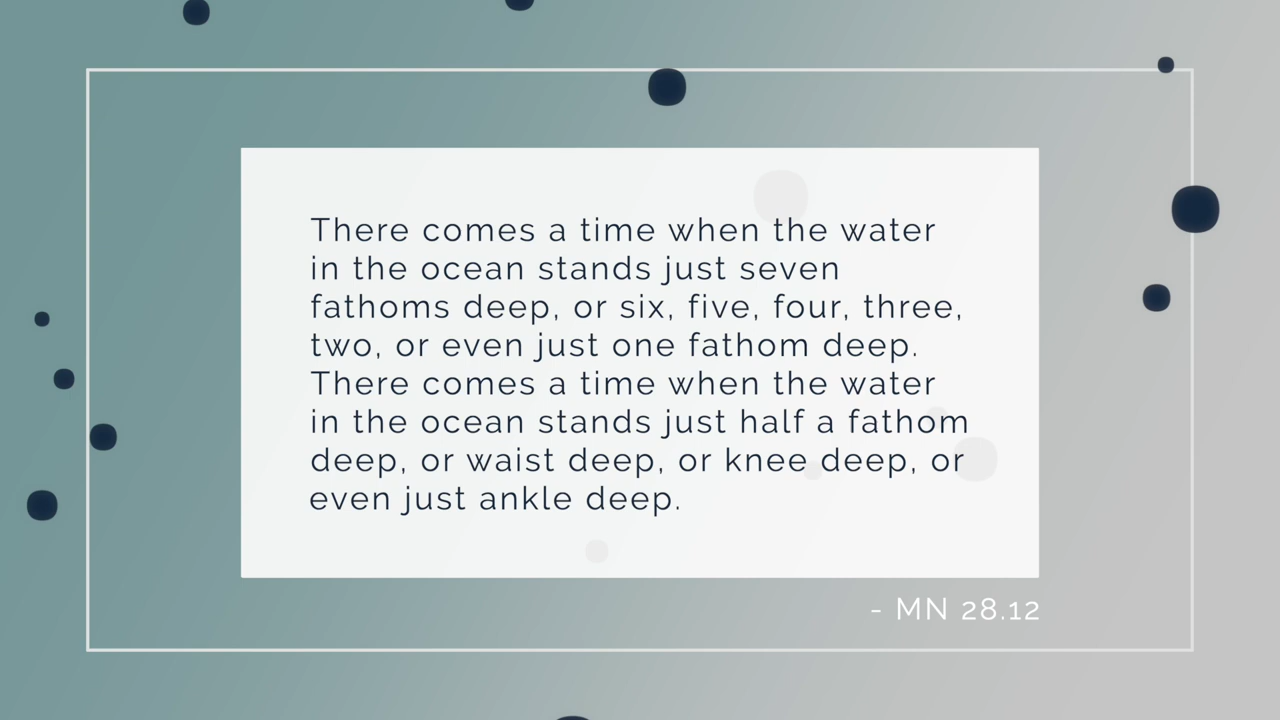 There comes a time when the water
in the ocean stands just seven
fathoms deep, or six, five, four, three,
two, or even just one fathom deep.
There comes a time when the water
in the ocean stands just half a fathom
deep, or waist deep, or knee deep, or
even just ankle deep.
- MN 28.12